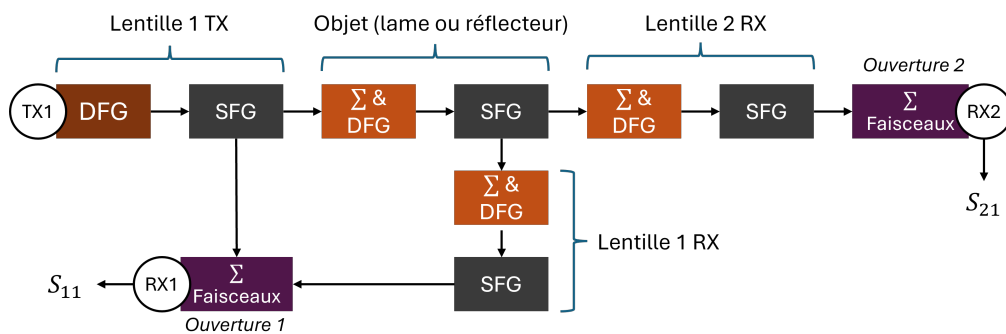 Lentille 1 TX
Objet (lame ou réflecteur)
Lentille 2 RX
Ouverture 2
TX1
DFG
SFG
∑ &
DFG
SFG
∑ &
DFG
SFG
∑
Faisceaux
RX2
∑ &
DFG
S₂₁
Lentille 1 RX
S₁₁
RX1
∑
Faisceaux
SFG
Ouverture 1